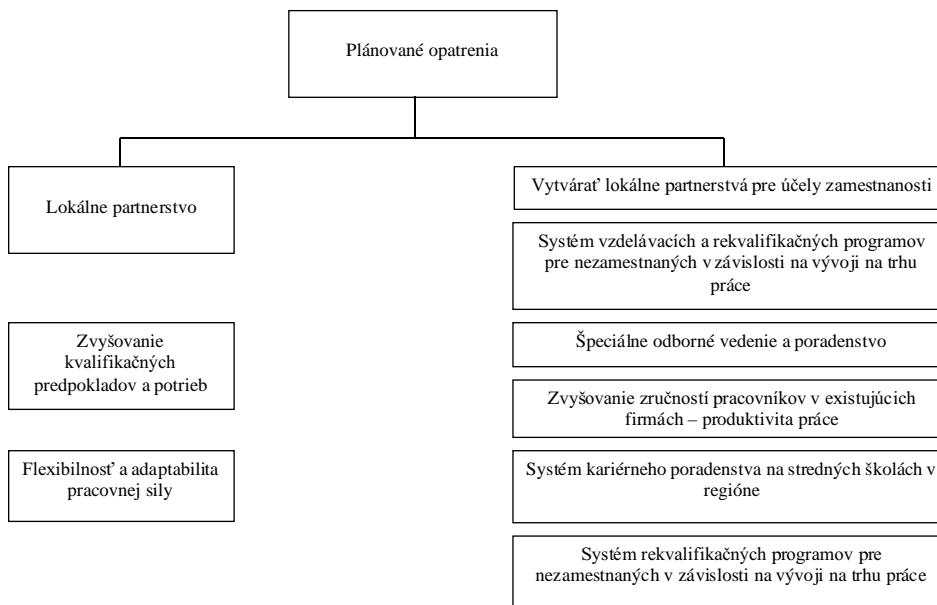 Plánované opatrenia
Lokálne partnerstvo
Zvyšovanie
kvalifikačných
predpokladov a potrieb
Flexibilnosť a adaptabilita
pracovnej sily
Vytvárať lokálne partnerstvá pre účely zamestnanosti
Systém vzdelávacích a rekvalifikačných programov
pre nezamestnaných v závislosti na vývoji na trhu
práce
Špeciálne odborné vedenie a poradenstvo
Zvyšovanie zručností pracovníkov v existujúcich
firmách – produktivita práce
Systém kariérneho poradenstva na stredných školách v
regióne
Systém rekvalifikačných programov pre
nezamestnaných v závislosti na vývoji na trhu práce